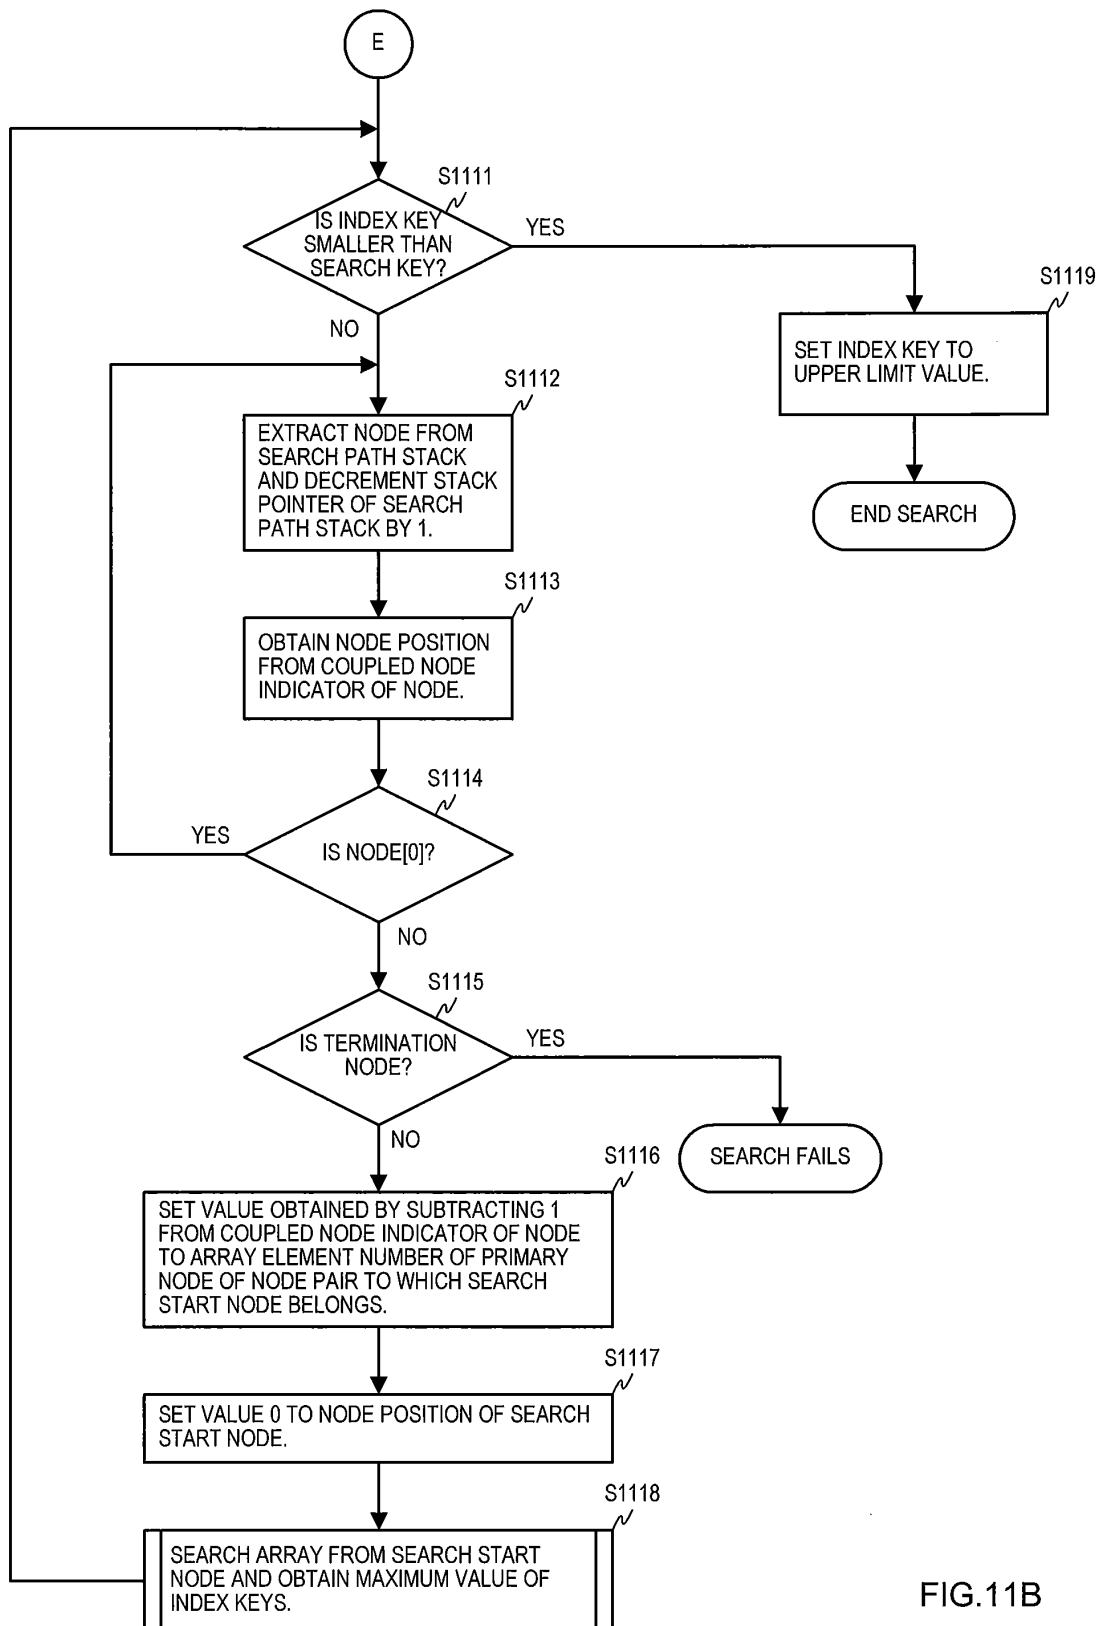 E
S1111
IS INDEX KEY
SMALLER THAN
SEARCH KEY?
YES
NO
S1119
SET INDEX KEY TO
UPPER LIMIT VALUE.
END SEARCH
S1112
EXTRACT NODE FROM
SEARCH PATH STACK
AND DECREMENT STACK
POINTER OF SEARCH
PATH STACK BY 1.
S1113
OBTAIN NODE POSITION
FROM COUPLED NODE
INDICATOR OF NODE.
S1114
YES
IS NODE[0]?
NO
S1115
IS TERMINATION
NODE?
YES
NO
SEARCH FAILS
S1116
SET VALUE OBTAINED BY SUBTRACTING 1
FROM COUPLED NODE INDICATOR OF NODE
TO ARRAY ELEMENT NUMBER OF PRIMARY
NODE OF NODE PAIR TO WHICH SEARCH
START NODE BELONGS.
S1117
SET VALUE 0 TO NODE POSITION OF SEARCH
START NODE.
S1118
SEARCH ARRAY FROM SEARCH START
NODE AND OBTAIN MAXIMUM VALUE OF
INDEX KEYS.
FIG.11B